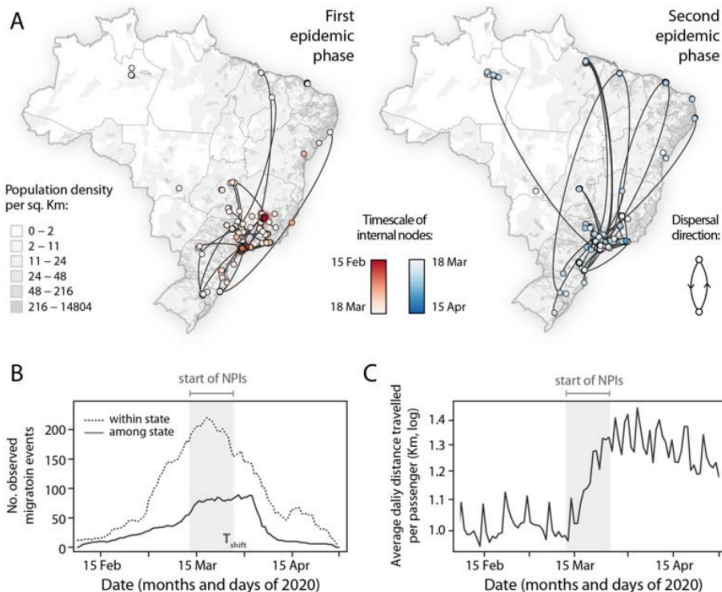 A
First
epidemic
phase
Second
epidemic
phase
Population density
per sq. Km:
0 – 2
2 – 11
11 – 24
24 – 48
48 – 216
216 – 14804
Timescale of
internal nodes:
15 Feb
18 Mar
18 Mar
15 Apr
Dispersal
direction:
B
start of NPIs
within state
among state
No. observed
migratoin events
200
150
100
50
0
T shift
15 Feb
15 Mar
15 Apr
Date (months and days of 2020)
C
start of NPIs
Average daliy distance travelled
per passenger (Km, log)
1.4
1.3
1.2
1.1
1.0
15 Feb
15 Mar
15 Apr
Date (months and days of 2020)